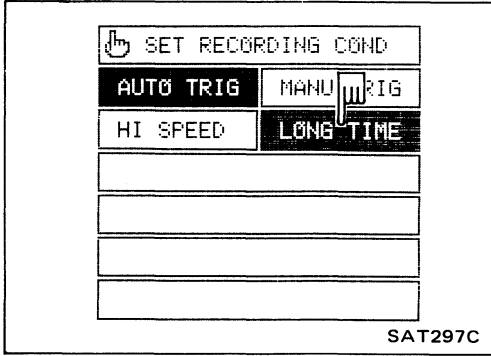 SET RECORDING COND
AUTO TRIG MANU RIG
HI SPEED LONG TIME
SAT297C